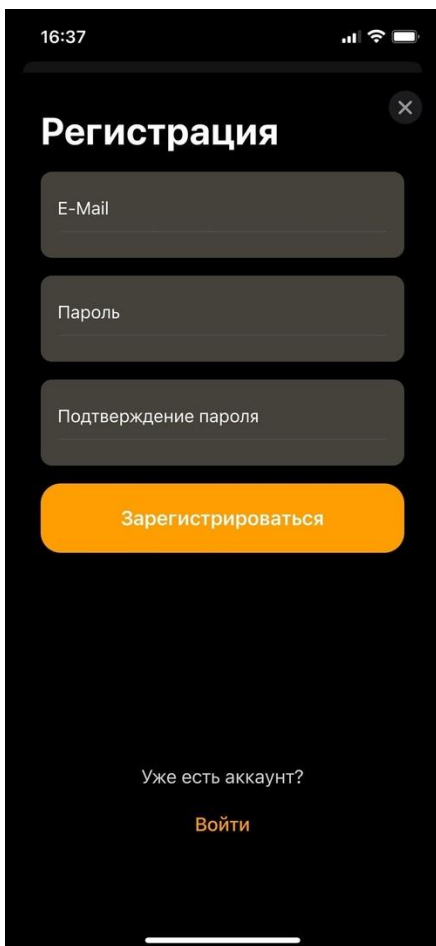 16:37
Регистрация
E-Mail
Пароль
Подтверждение пароля
Зарегистрироваться
Уже есть аккаунт?
Войти